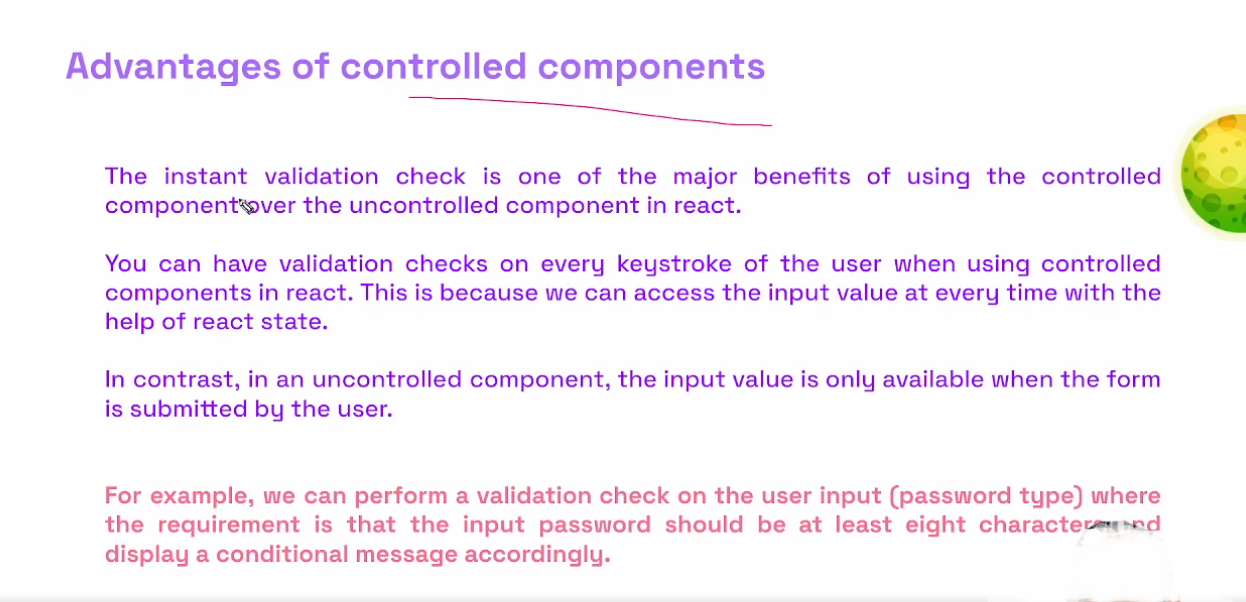 Advantages of controlled components
The instant validation check is one of the major benefits of using the controlled
component over the uncontrolled component in react.
You can have validation checks on every keystroke of the user when using controlled
components in react. This is because we can access the input value at every time with the
help of react state.
In contrast, in an uncontrolled component, the input value is only available when the form
is submitted by the user.
For example, we can perform a validation check on the user input (password type) where
the requirement is that the input password should be at least eight characters and
display a conditional message accordingly.